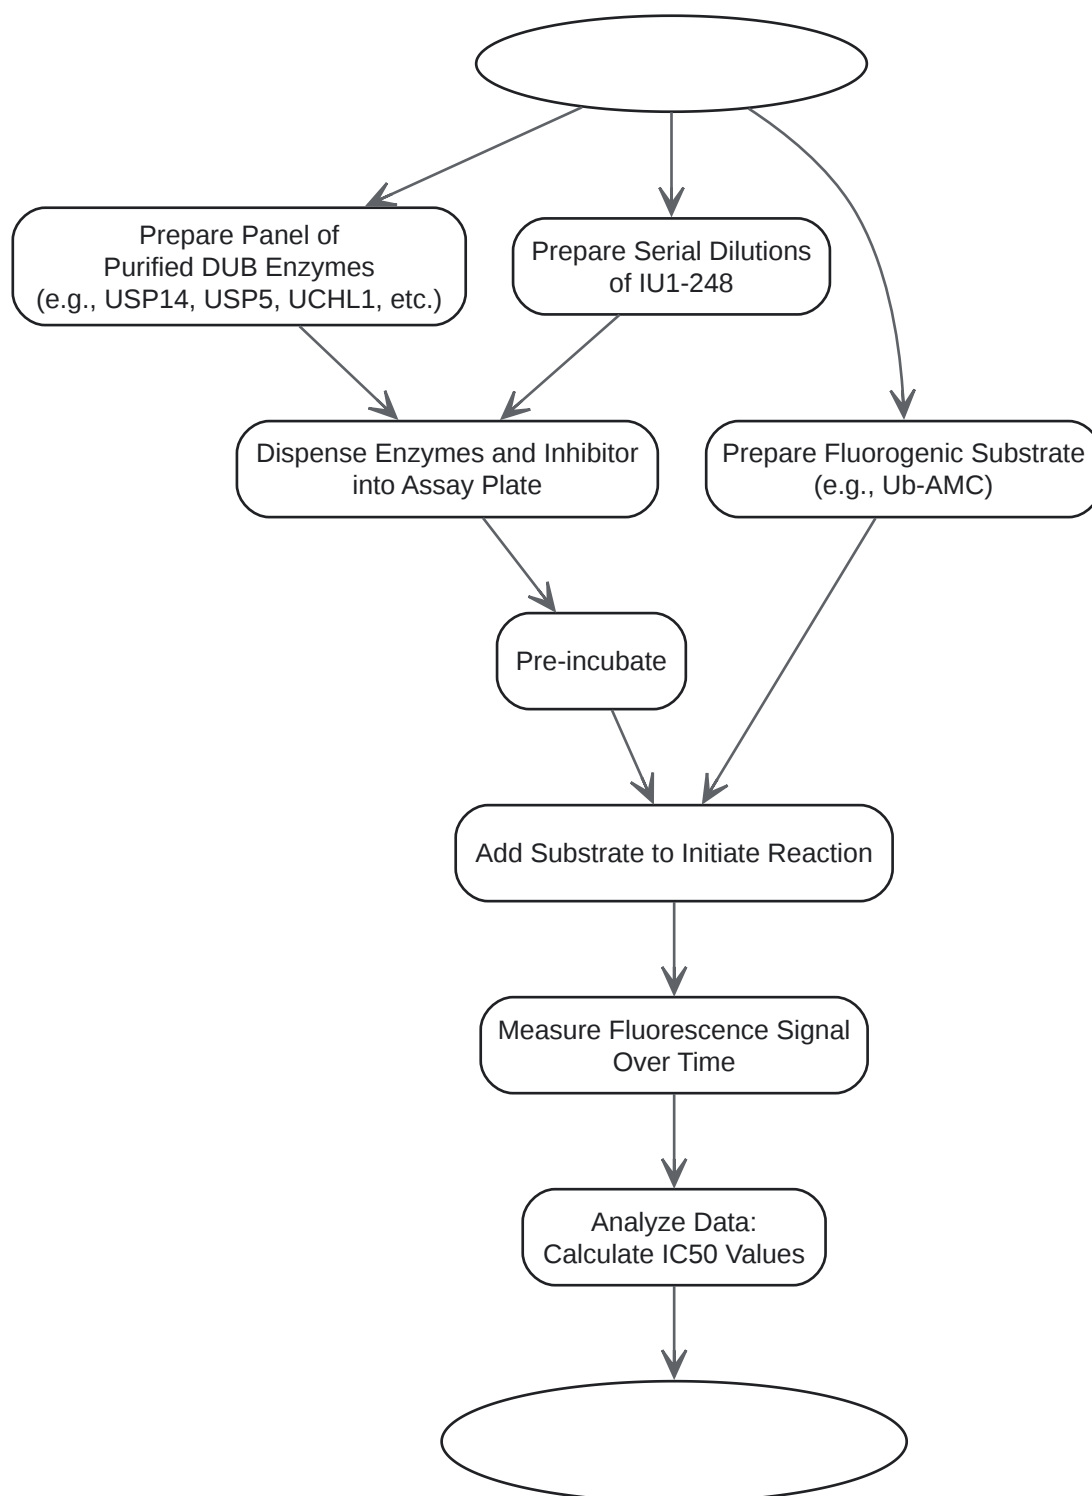 Prepare Panel of
Purified DUB Enzymes
(e.g., USP14, USP5, UCHL1, etc.)
Prepare Serial Dilutions
of IU1-248
Dispense Enzymes and Inhibitor
into Assay Plate
Prepare Fluorogenic Substrate
(e.g., Ub-AMC)
Pre-incubate
Add Substrate to Initiate Reaction
Measure Fluorescence Signal
Over Time
Analyze Data:
Calculate IC50 Values